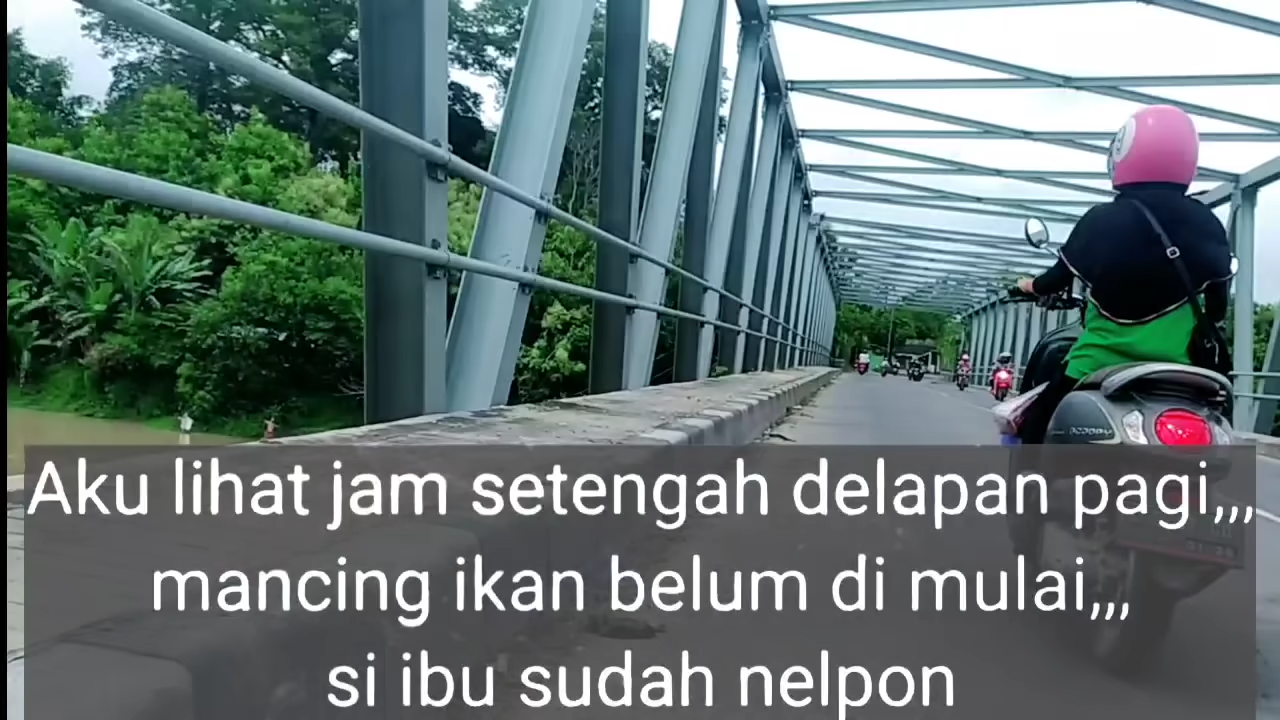 Aku lihat jam setengah delapan pagi,,,
mancing ikan belum di mulai,,,
si ibu sudah nelpon